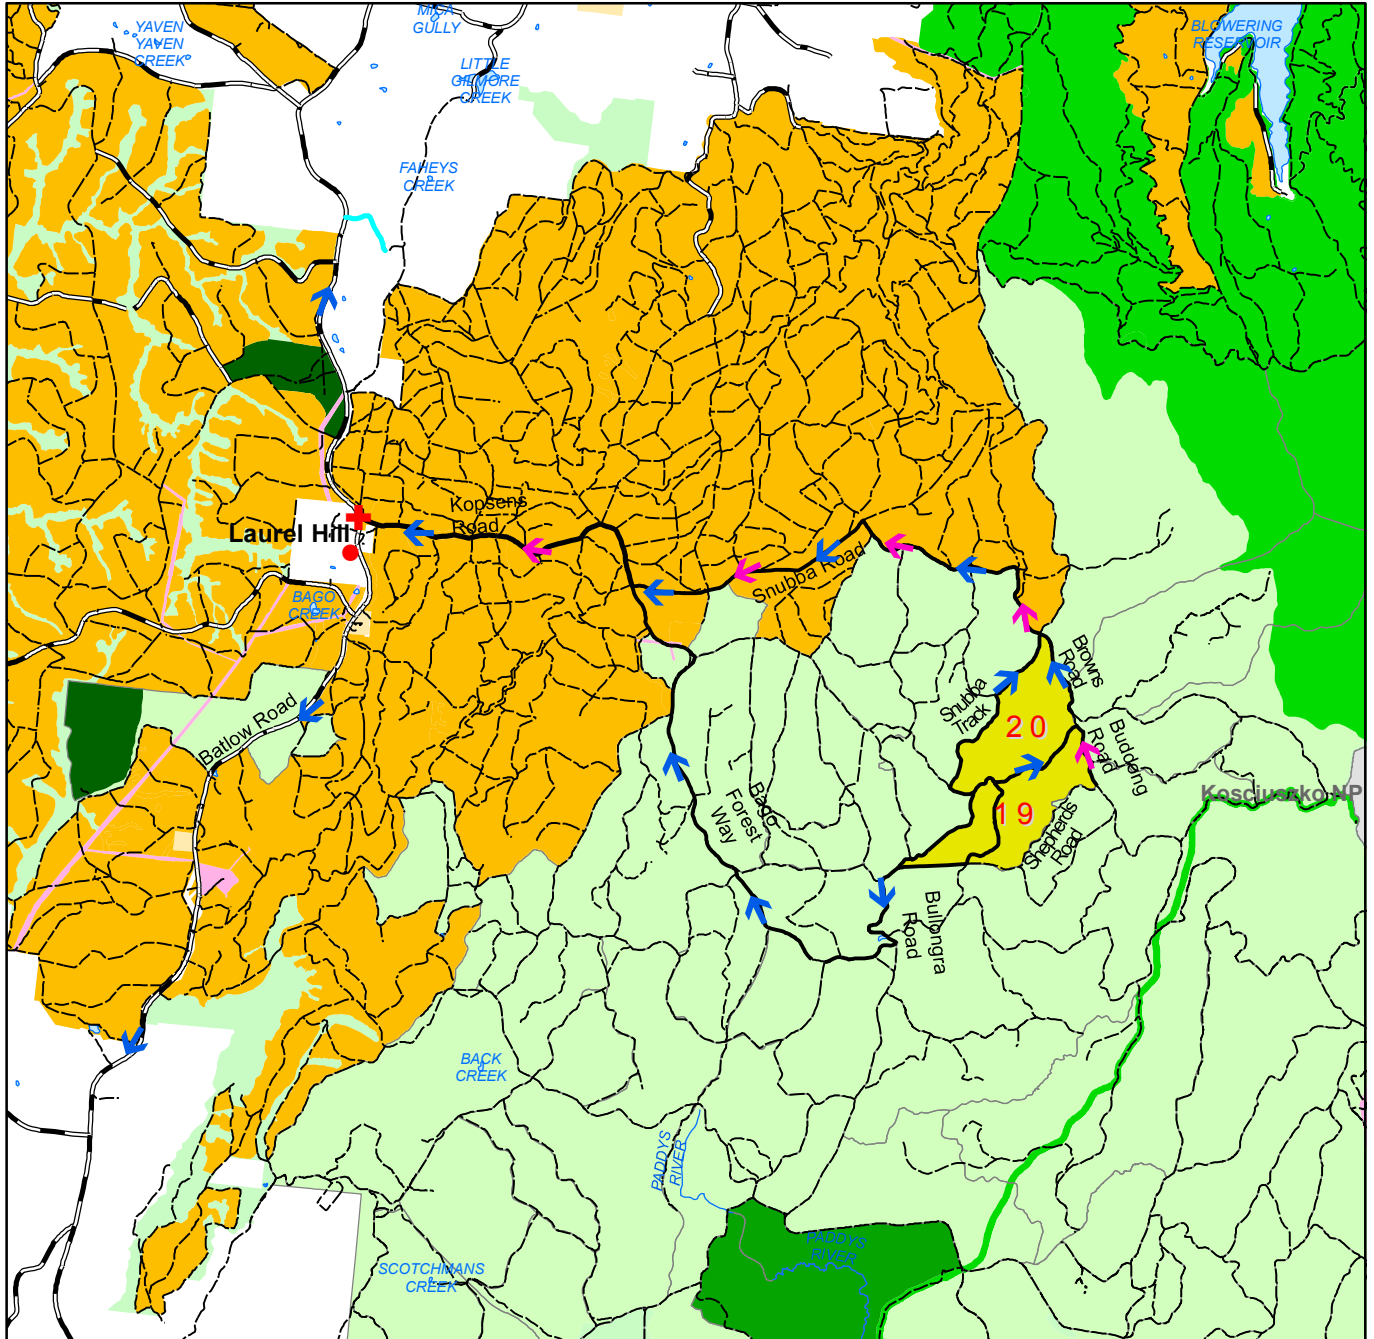 MICA
GULLY
YAVEN
YAVEN
CREEK
BLOWERING
RESERVOIR
LITTLE
GILMORE
CREEK
FAHEYS
CREEK
Kopsens
Road
Laurel Hill
Snubba Road
BAGO
CREEK
Browns
Road
Snubba
Track
20
Buddong
Road
Batlow Road
Kosciuszko NP
Bago
Forest
Way
19
Shepherds
Road
Bullongra
Road
BACK
CREEK
PADDYS
RIVER
PADDYS
RIVER
SCOTCHMANS
CREEK